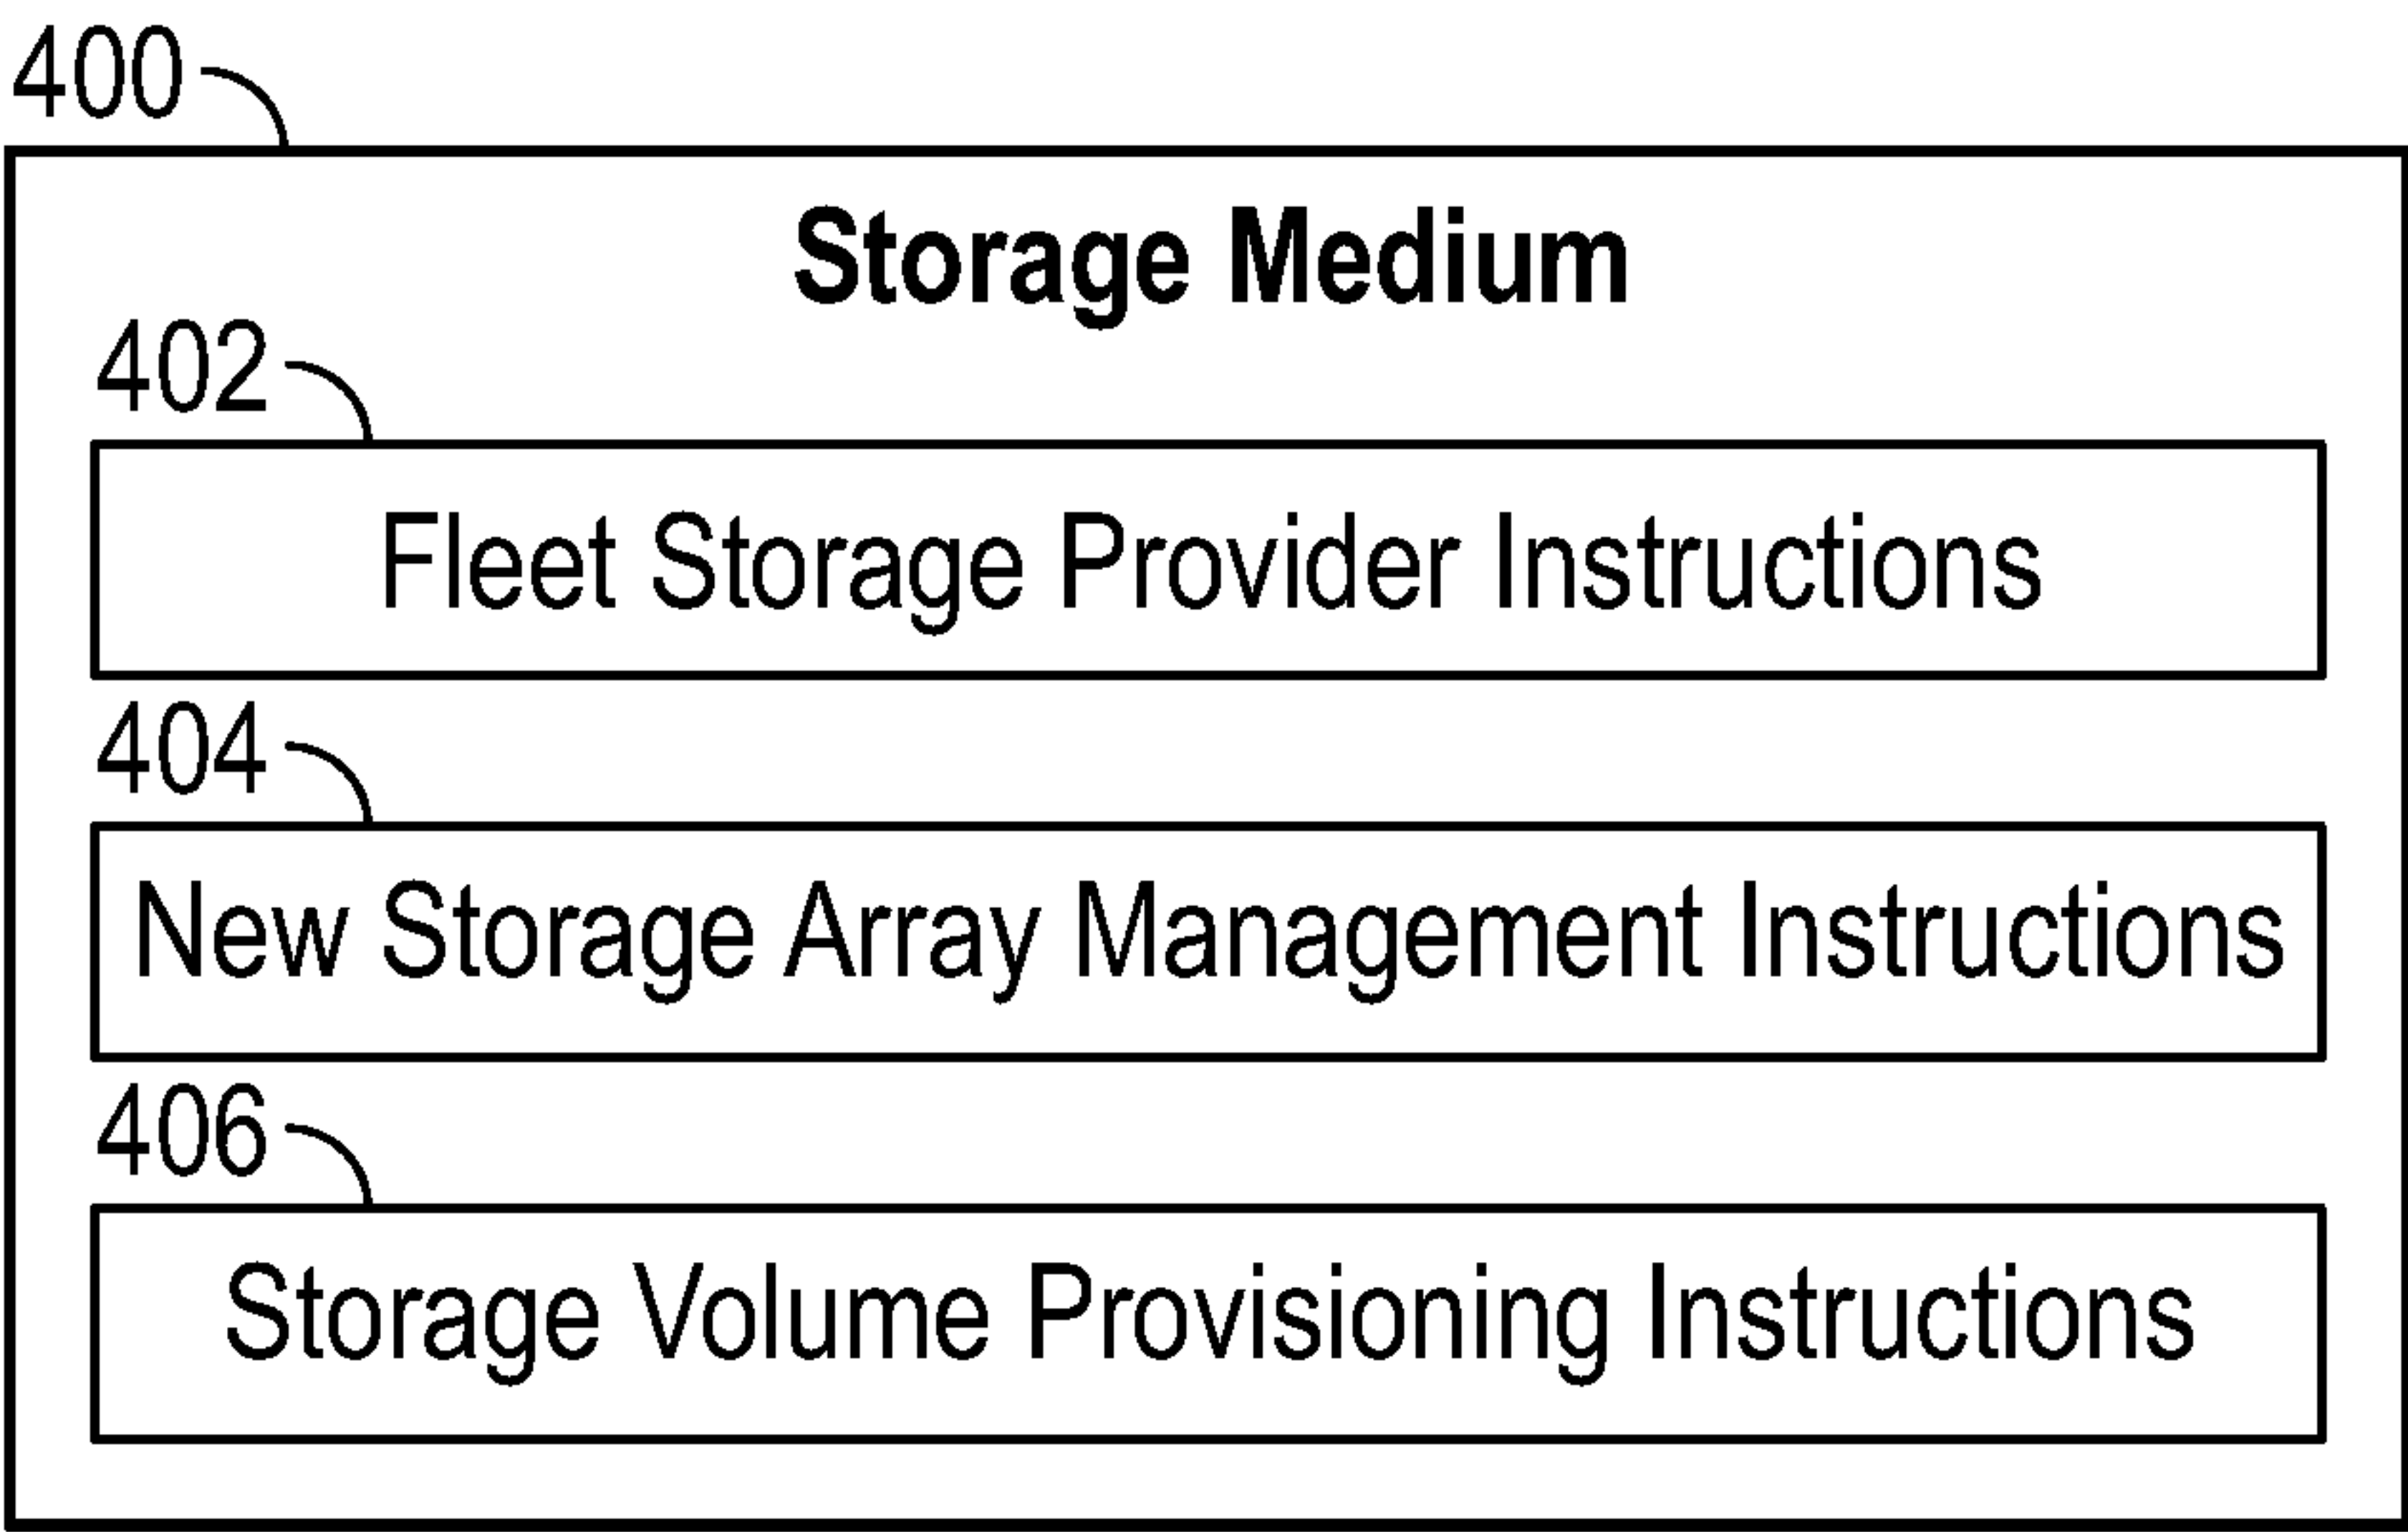 400
Storage Medium
402
Fleet Storage Provider Instructions
404
New Storage Array Management Instructions
406
Storage Volume Provisioning Instructions